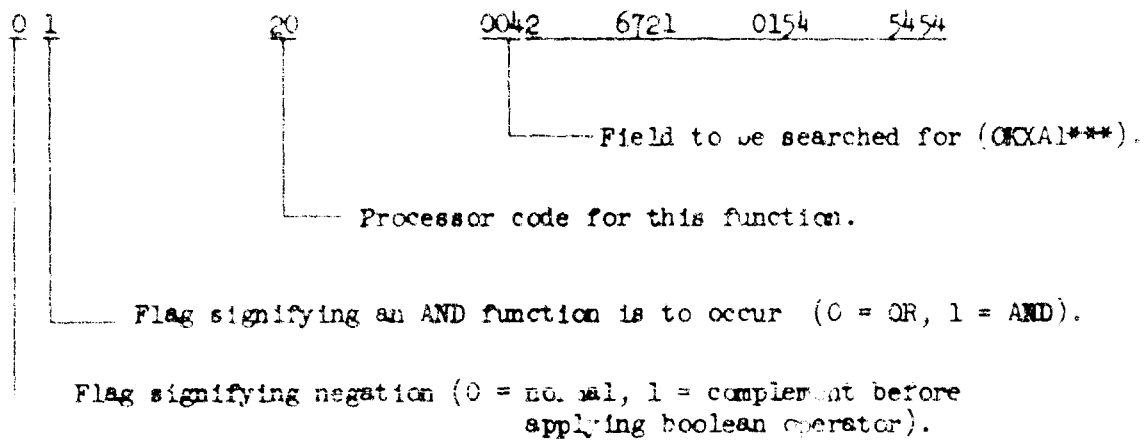 0 1 20 0042 6721 0154 5454
Field to be searched for (0KXA1***).
Processor code for this function.
Flag signifying an AND function is to occur (0 = OR, 1 = AND).
Flag signifying negation (0 = normal, 1 = complement before
applying boolean operator).